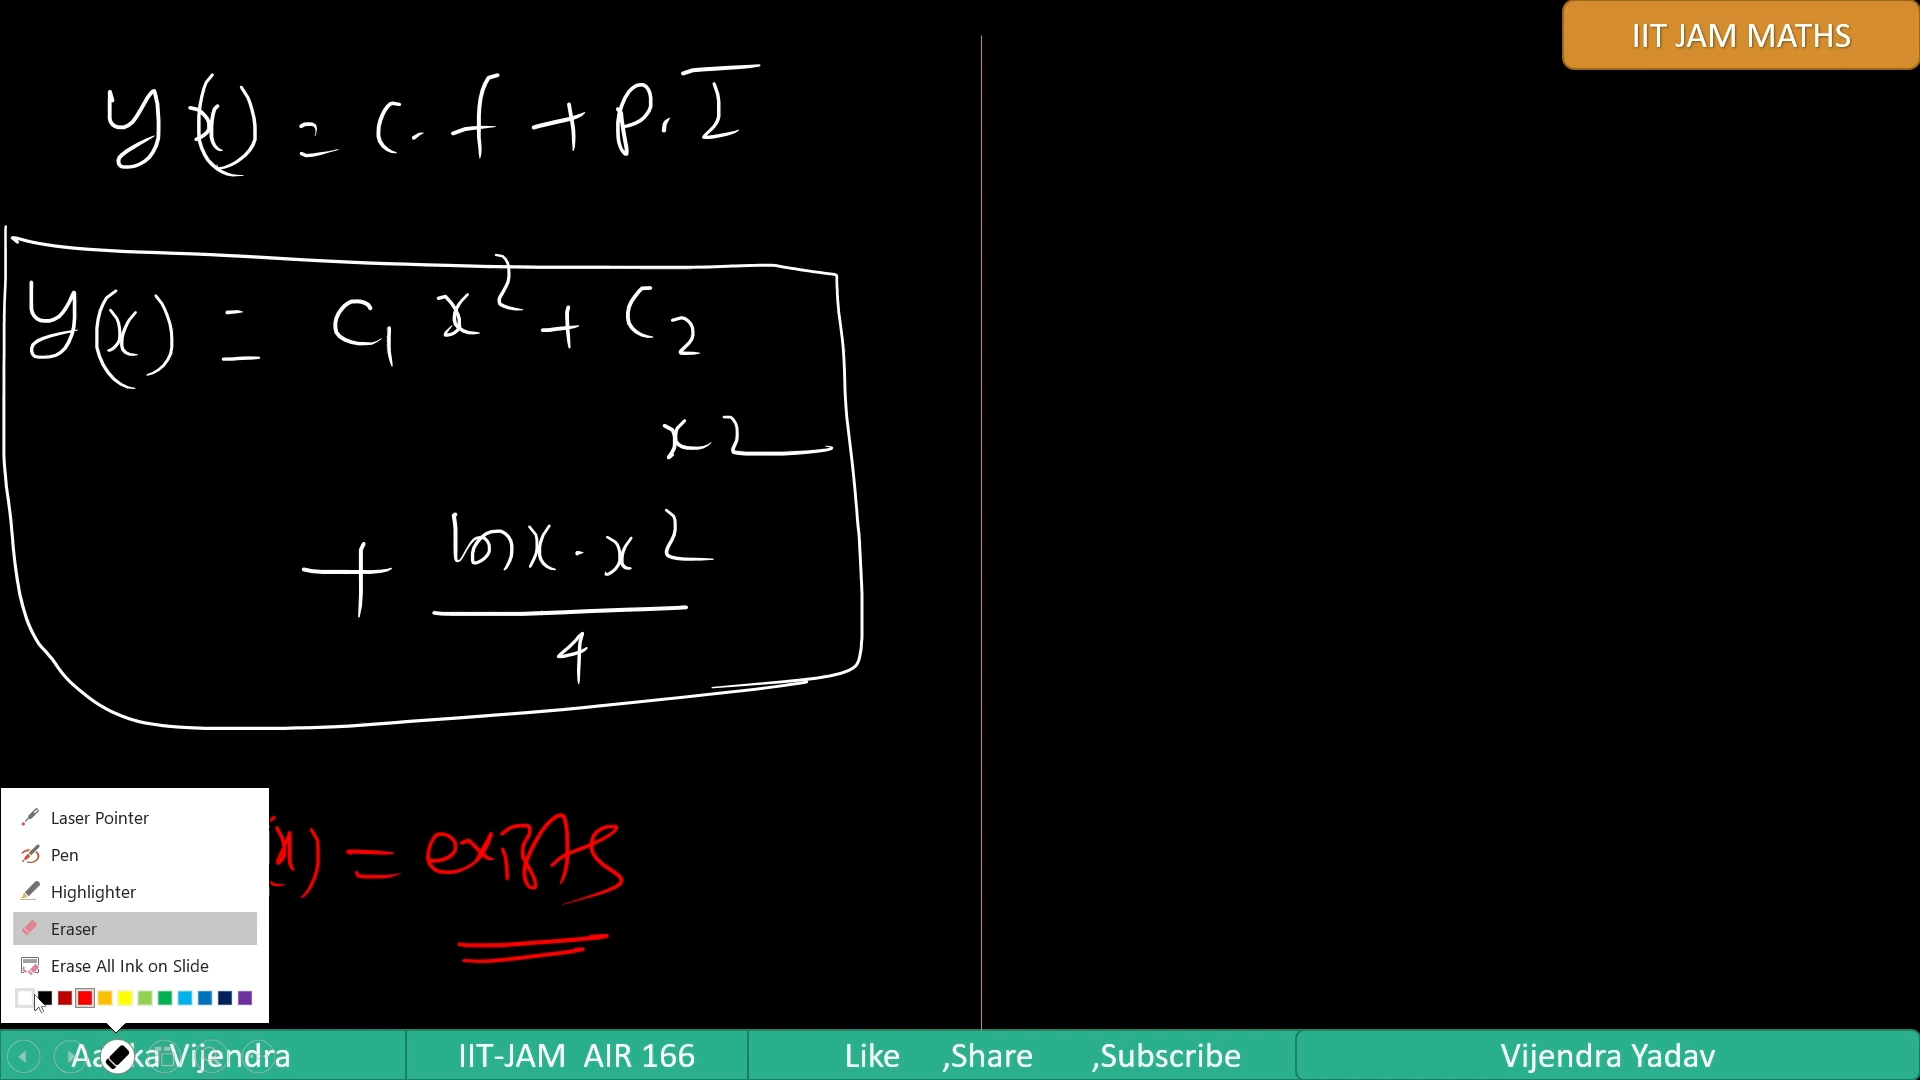 IIT JAM MATHS
y(x) = C.f + P.I
y(x) = C₁ x² + C₂
x²
+ lnx . x² / 4
(x) = exists
Laser Pointer
Pen
Highlighter
Eraser
Erase All Ink on Slide
Vijendra
IIT-JAM AIR 166
Like ,Share ,Subscribe
Vijendra Yadav